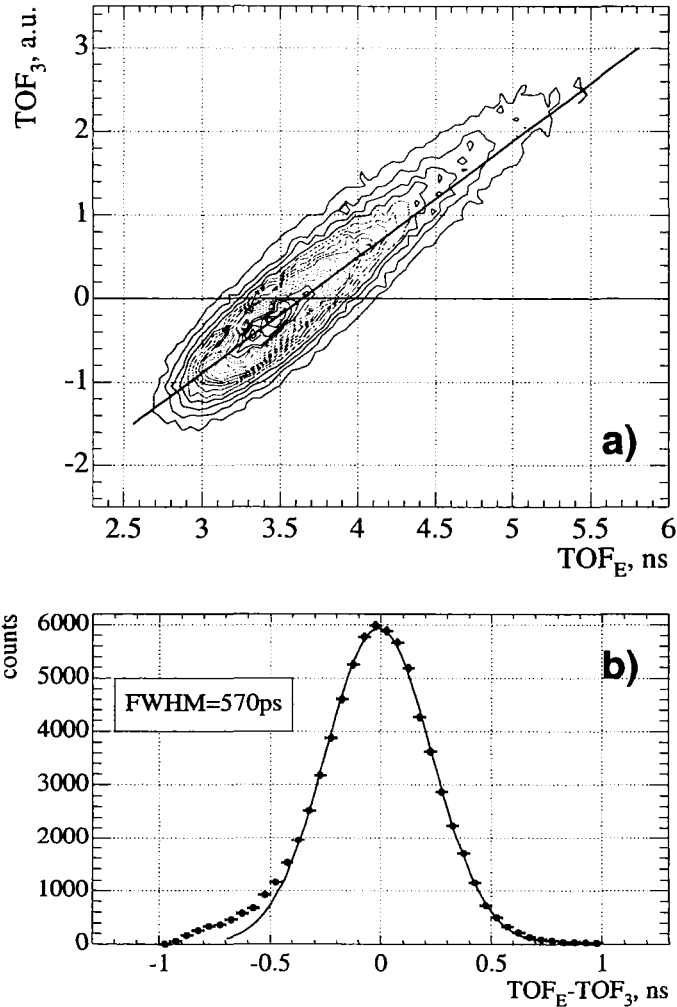 TOF3, a.u.
3
2
1
0
-1
-2
a)
2.5 3 3.5 4 4.5 5 5.5 6
TOFE, ns
counts
6000
5000
4000
3000
2000
1000
0
b)
FWHM=570ps
-1 -0.5 0 0.5 1
TOFE-TOF3, ns